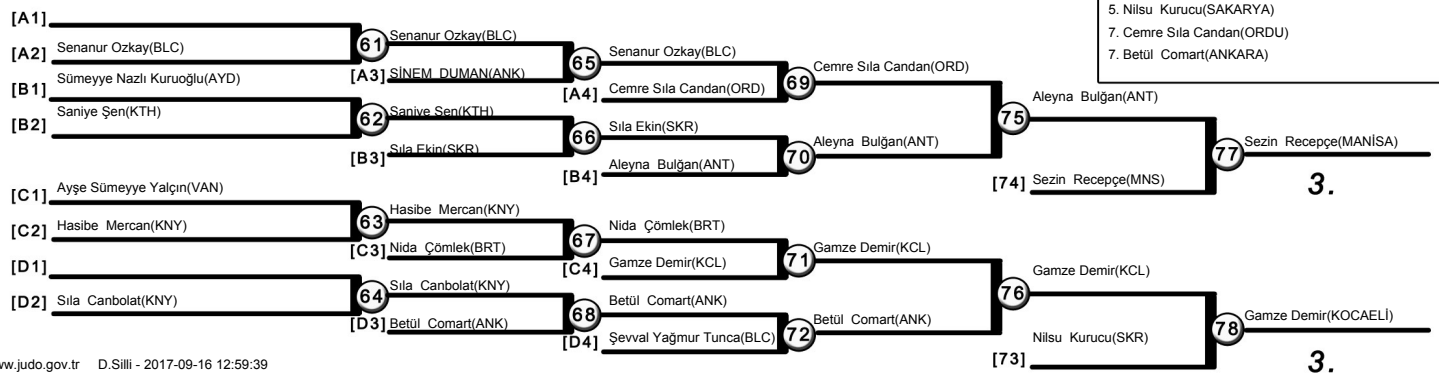 5. Nilsu Kurucu(SAKARYA)
7. Cemre Sıla Candan(ORDU)
7. Betül Comart(ANKARA)
[A1]
[A2] Senanur Ozkay(BLC)
61 Senanur Ozkay(BLC)
[A3] SİNEM DUMAN(ANK)
65 Senanur Ozkay(BLC)
[A4] Cemre Sıla Candan(ORD)
69 Cemre Sıla Candan(ORD)
[B1] Sümeyye Nazlı Kuruoğlu(AYD)
[B2] Saniye Şen(KTH)
62 Saniye Şen(KTH)
[B3] Sıla Ekin(SKR)
66 Sıla Ekin(SKR)
[B4] Aleyna Bulğan(ANT)
70 Aleyna Bulğan(ANT)
75 Aleyna Bulğan(ANT)
[74] Sezin Recepçe(MNS)
77 Sezin Recepçe(MANİSA)
3.
[C1] Ayşe Sümeyye Yalçın(VAN)
[C2] Hasibe Mercan(KNY)
63 Hasibe Mercan(KNY)
[C3] Nida Çömlek(BRT)
67 Nida Çömlek(BRT)
[C4] Gamze Demir(KCL)
71 Gamze Demir(KCL)
[D1]
[D2] Sıla Canbolat(KNY)
64 Sıla Canbolat(KNY)
[D3] Betül Comart(ANK)
68 Betül Comart(ANK)
[D4] Şevval Yağmur Tunca(BLC)
72 Betül Comart(ANK)
76 Gamze Demir(KCL)
[73] Nilsu Kurucu(SKR)
78 Gamze Demir(KOCAELİ)
3.
ww.judo.gov.tr D.Silli - 2017-09-16 12:59:39